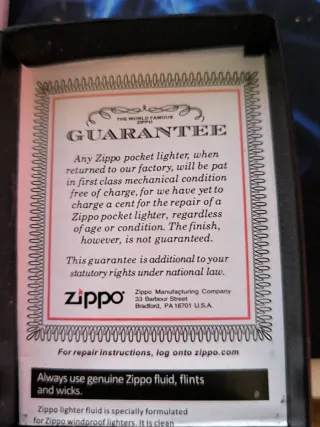 THE WORLD FAMOUS
ZIPPO
GUARANTEE
Any Zippo pocket lighter, when
returned to our factory, will be pat
in first class mechanical condition
free of charge, for we have yet to
charge a cent for the repair of a
Zippo pocket lighter, regardless
of age or condition. The finish,
however, is not guaranteed.
This guarantee is additional to your
statutory rights under national law.
zippo
Zippo Manufacturing Company
33 Barbour Street
Bradford, PA 16701 U.S.A.
For repair instructions, log onto zippo.com
Always use genuine Zippo fluid, flints
and wicks.
Zippo lighter fluid is specially formulated
for Zippo windproof lighters. It is clean